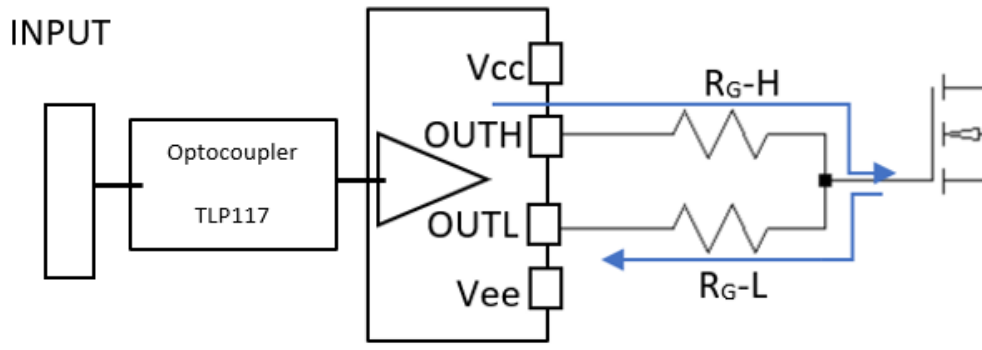 INPUT
Optocoupler
TLP117
Vcc
OUTH
OUTL
Vee
RG-H
RG-L